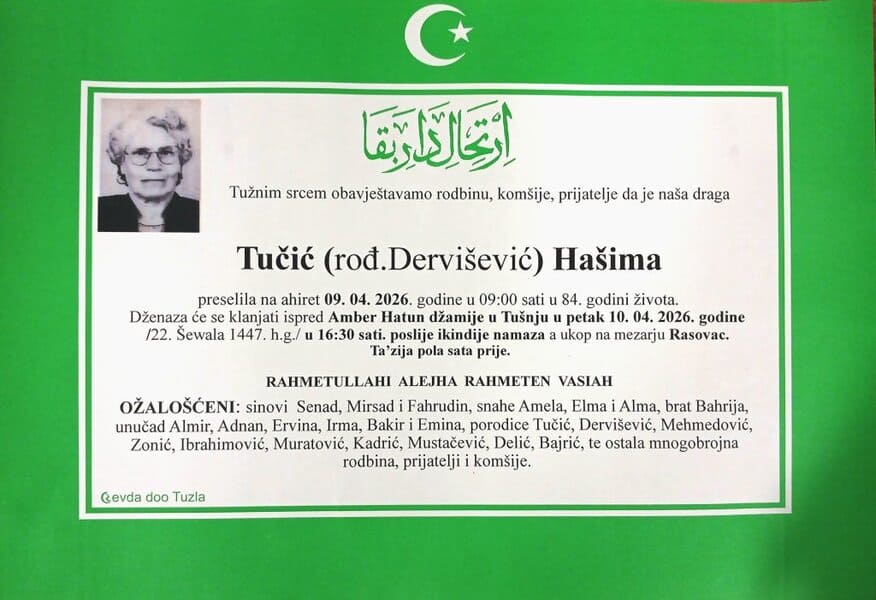 اِرْتِحَالِ دَارِ بَقَا
Tužnim srcem obavještavamo rodbinu, komšije, prijatelje da je naša draga
Tučić (rođ.Dervišević) Hašima
preselila na ahiret 09. 04. 2026. godine u 09:00 sati u 84. godini života.
Dženaza će se klanjati ispred Amber Hatun džamije u Tušnju u petak 10. 04. 2026. godine
/22. Šewala 1447. h.g./ u 16:30 sati. poslije ikindije namaza a ukop na mezarju Rasovac.
Ta'zija pola sata prije.
RAHMETULLAHI ALEJHA RAHMETEN VASIAH
OŽALOŠĆENI: sinovi Senad, Mirsad i Fahrudin, snahe Amela, Elma i Alma, brat Bahrija,
unučad Almir, Adnan, Ervina, Irma, Bakir i Emina, porodice Tučić, Dervišević, Mehmedović,
Zonić, Ibrahimović, Muratović, Kadrić, Mustačević, Delić, Bajrić, te ostala mnogobrojna
rodbina, prijatelji i komšije.
evda doo Tuzla